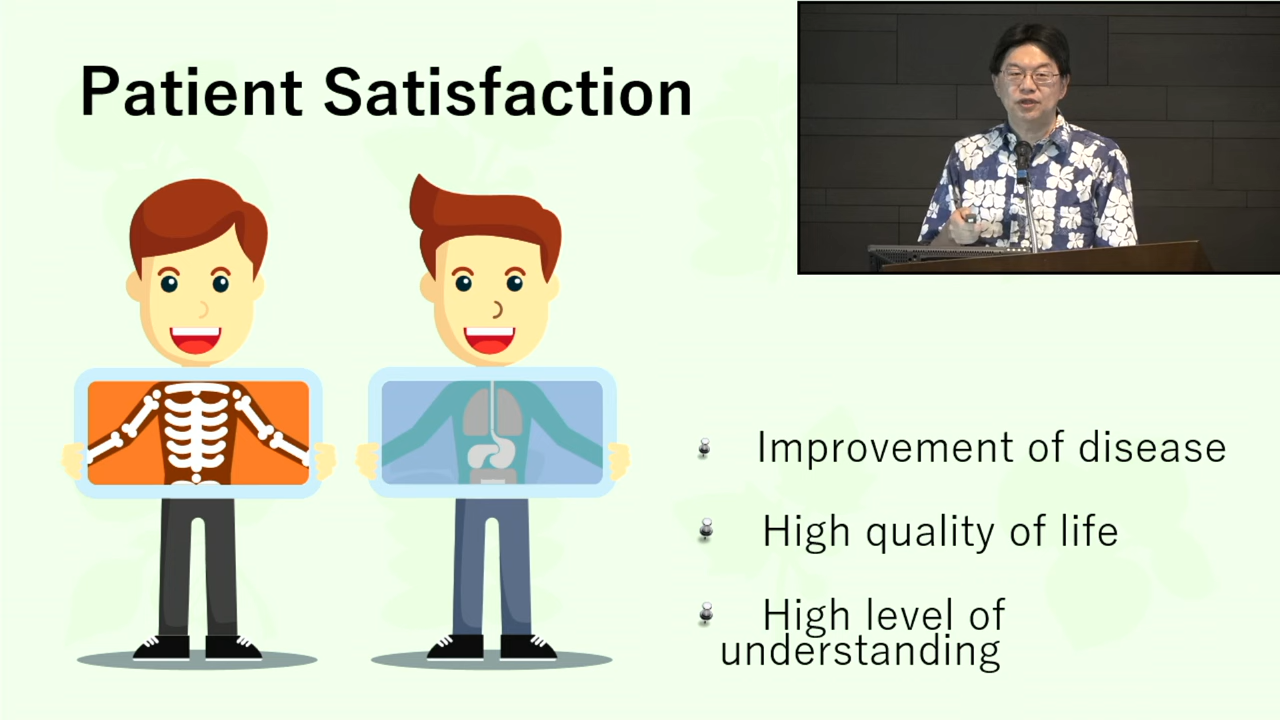 Patient Satisfaction
Improvement of disease
High quality of life
High level of
understanding